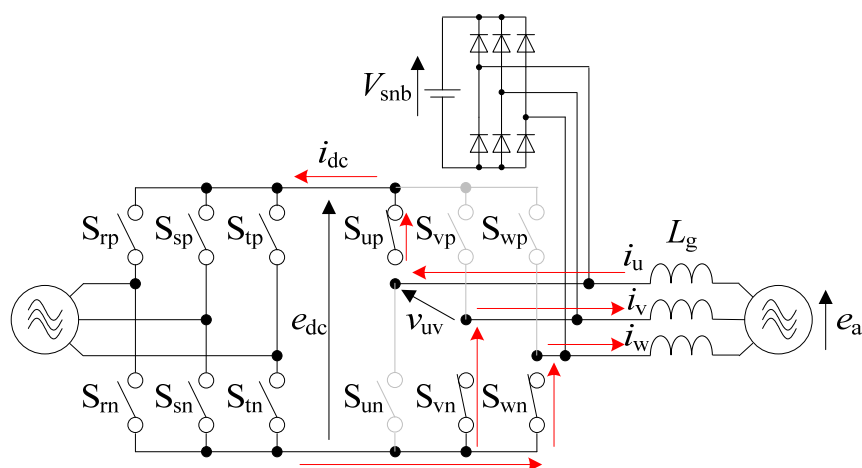 V_snb
i_dc
S_rp S_sp S_tp S_up S_vp S_wp
i_u L_g
i_v
e_dc v_uv i_w e_a
S_rn S_sn S_tn S_un S_vn S_wn